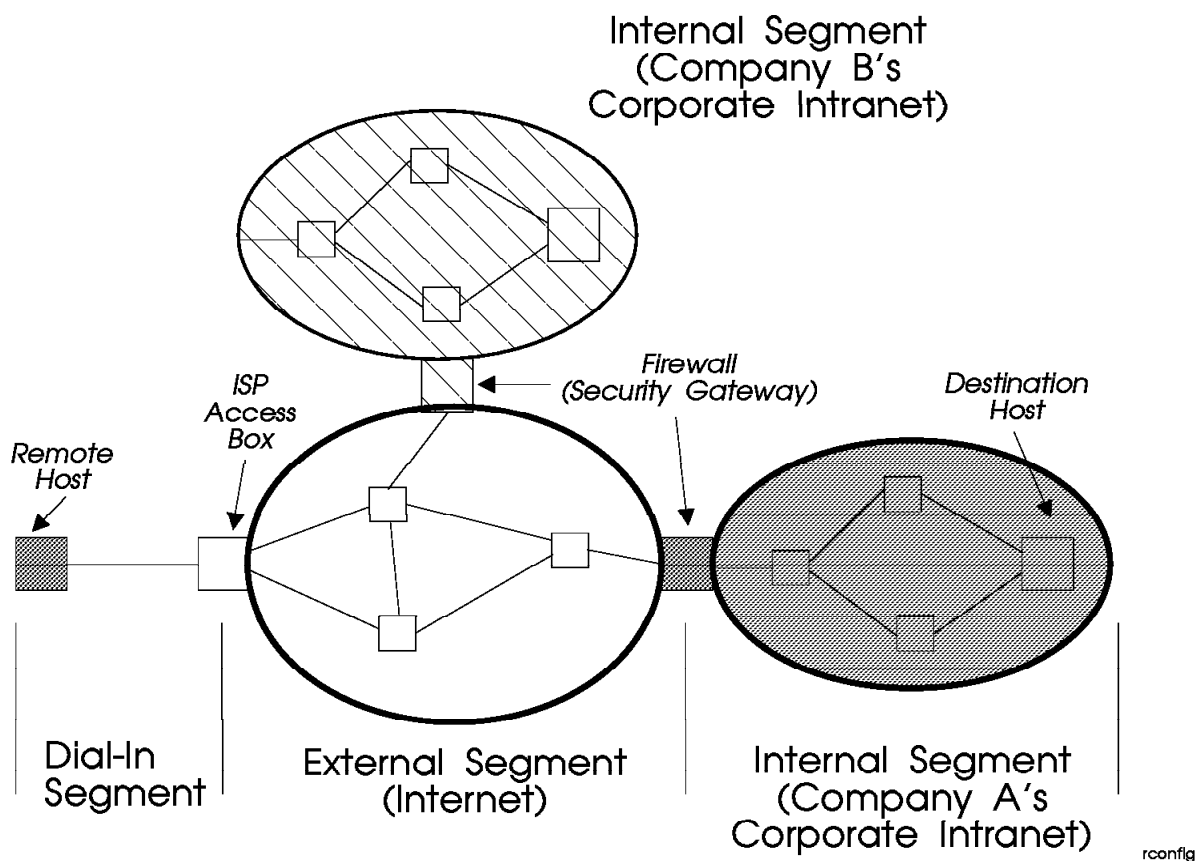 Internal Segment
(Company B's
Corporate Intranet)
ISP
Access
Box
Firewall
(Security Gateway)
Destination
Host
Remote
Host
Dial-In
Segment
External Segment
(Internet)
Internal Segment
(Company A's
Corporate Intranet)
rconfig